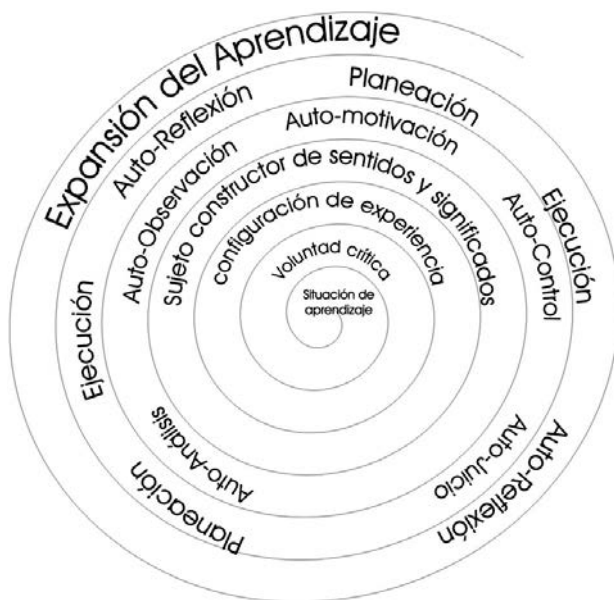 Expansión del Aprendizaje
Planeación
Auto-Reflexión
Auto-motivación
Auto-Observación
Sujeto constructor de sentidos y significados
configuración de experiencia
Voluntad crítica
Situación de
aprendizaje
Ejecución
Auto-Control
Ejecución
Auto-Análisis
Planeación
Auto-Juicio
Auto-Reflexión